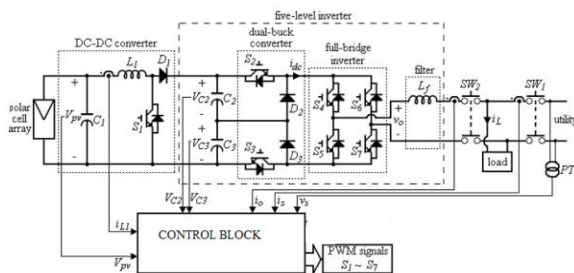 five-level inverter
DC-DC converter
dual-buck
converter
full-bridge
inverter
filter
L1
D1
S2
idc
Lf
SW2
SW1
solar
cell
array
+
Vpv
-
C1
S1
+
VC2
-
C2
D2
S4
S6
+
vo
-
iL
utility
+
VC3
-
C3
S3
D3
S5
S7
load
PT
VC2
VC3
io
is
vs
iL1
Vpv
CONTROL BLOCK
PWM signals
S1 ~ S7